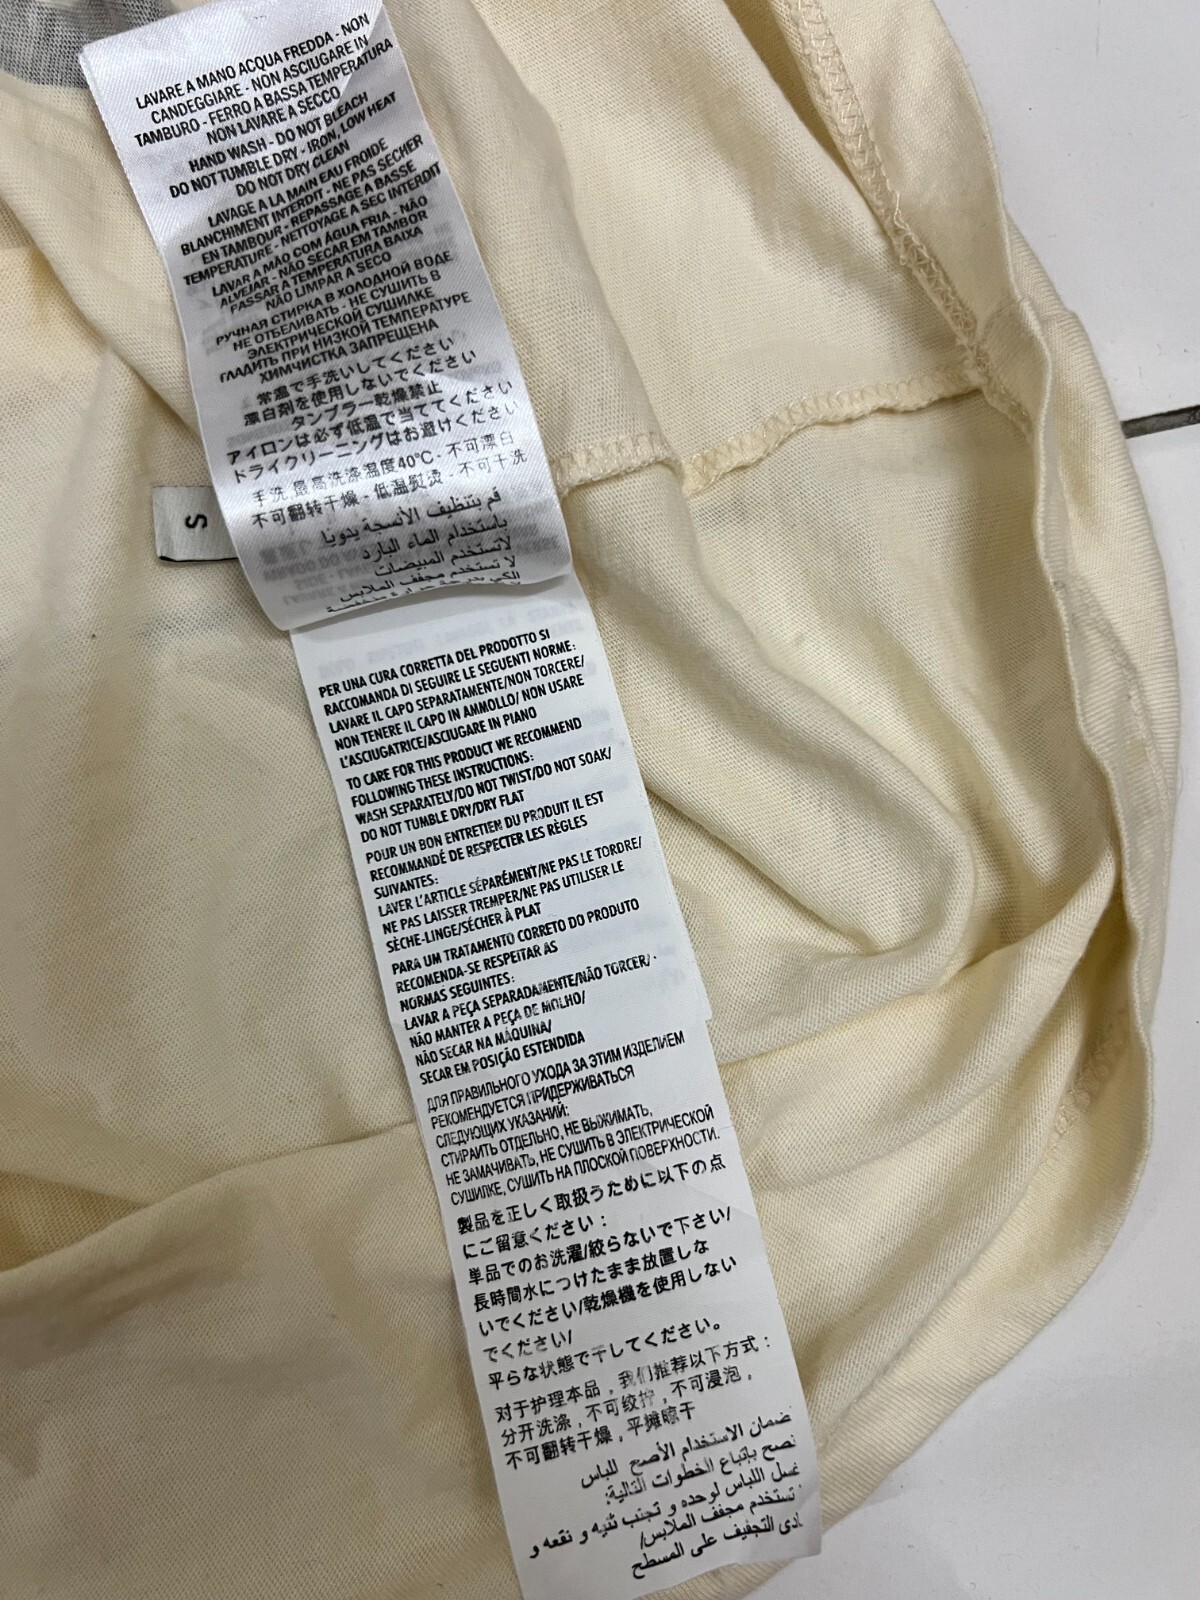 LAVARE A MANO ACQUA FREDDA - NON
CANDEGGIARE - NON ASCIUGARE IN
TAMBURO - FERRO A BASSA TEMPERATURA
NON LAVARE A SECCO
HAND WASH - DO NOT BLEACH
DO NOT TUMBLE DRY - IRON, LOW HEAT
DO NOT DRY CLEAN
LAVAGE A LA MAIN EAU FROIDE
BLANCHIMENT INTERDIT - NE PAS SECHER
EN TAMBOUR - REPASSAGE A BASSE
TEMPERATURE - NETTOYAGE A SEC INTERDIT
LAVAR A MÃO COM ÁGUA FRIA - NÃO
ALVEJAR - NÃO SECAR EM TAMBOR
PASSAR A TEMPERATURA BAIXA
NÃO LIMPAR A SECO
РУЧНАЯ СТИРКА В ХОЛОДНОЙ ВОДЕ
НЕ ОТБЕЛИВАТЬ - НЕ СУШИТЬ В
ЭЛЕКТРИЧЕСКОЙ СУШИЛКЕ
ГЛАДИТЬ ПРИ НИЗКОЙ ТЕМПЕРАТУРЕ
ХИМЧИСТКА ЗАПРЕЩЕНА
常温で手洗いしてください
漂白剤を使用しないでください
タンブラー乾燥禁止
アイロンは必ず低温で当ててください
ドライクリーニングはお避けください
手洗,最高洗涤温度40°C - 不可漂白
不可翻转干燥 - 低温熨烫 - 不可干洗
قم بتنظيف الأنسجة يدويا
باستخدام الماء البارد
لاتستخدم المبيضات
لا تستخدم مجفف الملابس
S
PER UNA CURA CORRETTA DEL PRODOTTO SI
RACCOMANDA DI SEGUIRE LE SEGUENTI NORME:
LAVARE IL CAPO SEPARATAMENTE/NON TORCERE/
NON TENERE IL CAPO IN AMMOLLO/ NON USARE
L'ASCIUGATRICE/ASCIUGARE IN PIANO
TO CARE FOR THIS PRODUCT WE RECOMMEND
FOLLOWING THESE INSTRUCTIONS:
WASH SEPARATELY/DO NOT TWIST/DO NOT SOAK/
DO NOT TUMBLE DRY/DRY FLAT
POUR UN BON ENTRETIEN DU PRODUIT IL EST
RECOMMANDÉ DE RESPECTER LES RÈGLES
SUIVANTES:
LAVER L'ARTICLE SÉPARÉMENT/NE PAS LE TORDRE/
NE PAS LAISSER TREMPER/NE PAS UTILISER LE
SÈCHE-LINGE/SÉCHER À PLAT
PARA UM TRATAMENTO CORRETO DO PRODUTO
RECOMENDA-SE RESPEITAR AS
NORMAS SEGUINTES:
LAVAR A PEÇA SEPARADAMENTE/NÃO TORCER/
NÃO MANTER A PEÇA DE MOLHO/
NÃO SECAR NA MÁQUINA/
SECAR EM POSIÇÃO ESTENDIDA
ДЛЯ ПРАВИЛЬНОГО УХОДА ЗА ЭТИМ ИЗДЕЛИЕМ
РЕКОМЕНДУЕТСЯ ПРИДЕРЖИВАТЬСЯ
СЛЕДУЮЩИХ УКАЗАНИЙ:
СТИРАИТЬ ОТДЕЛЬНО, НЕ ВЫЖИМАТЬ,
НЕ ЗАМАЧИВАТЬ, НЕ СУШИТЬ В ЭЛЕКТРИЧЕСКОЙ
СУШИЛКЕ, СУШИТЬ НА ПЛОСКОЙ ПОВЕРХНОСТИ.
製品を正しく取扱うために以下の点
にご留意ください：
単品でのお洗濯/絞らないで下さい/
長時間水につけたまま放置しな
いでください/乾燥機を使用しない
でください/
平らな状態で干してください。
对于护理本品，我们推荐以下方式：
分开洗涤，不可绞拧，不可浸泡，
不可翻转干燥，平摊晾干
ضمان الاستخدام الأصح للباس
نصح بإتباع الخطوات التالية:
غسل اللباس لوحده و تجنب ثنيه و نقعه و
تستخدم مجفف الملابس/
التجفيف على المسطح